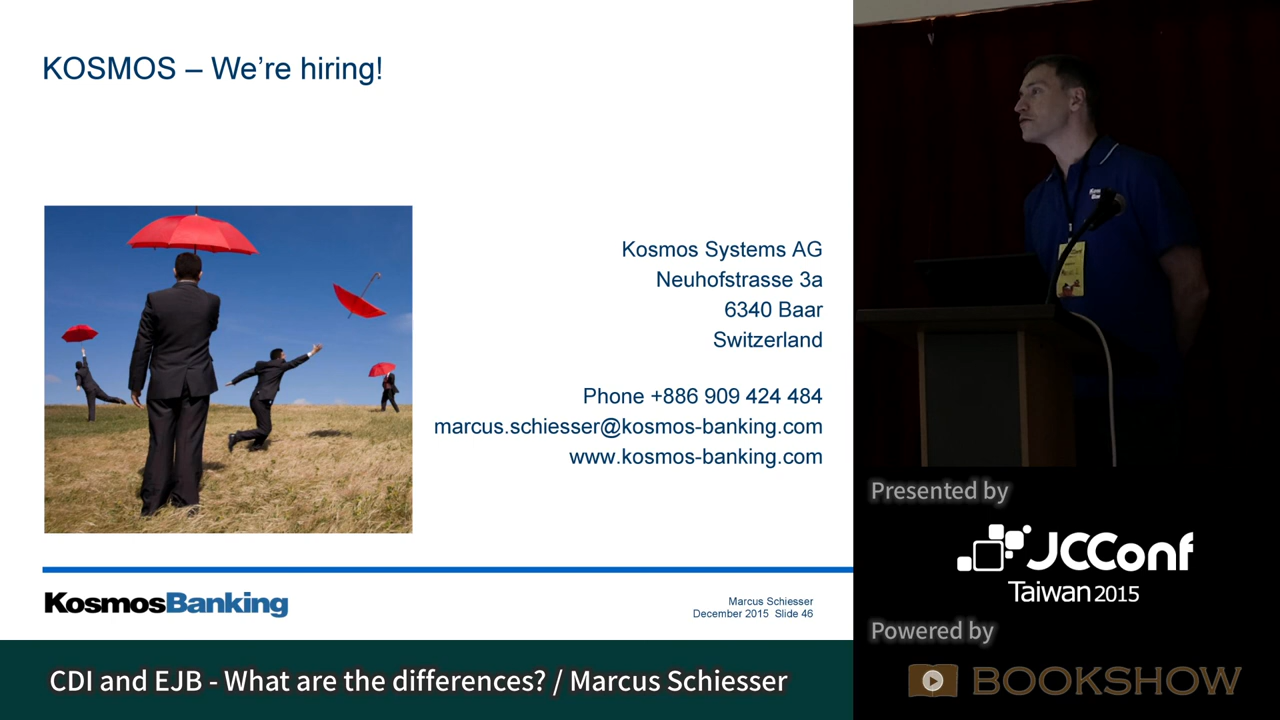 KOSMOS – We're hiring!
Kosmos Systems AG
Neuhofstrasse 3a
6340 Baar
Switzerland
Phone +886 909 424 484
marcus.schiesser@kosmos-banking.com
www.kosmos-banking.com
KosmosBanking
Marcus Schiesser
December 2015 Slide 46
CDI and EJB - What are the differences? / Marcus Schiesser
Presented by
JCConf
Taiwan 2015
Powered by
BOOKSHOW